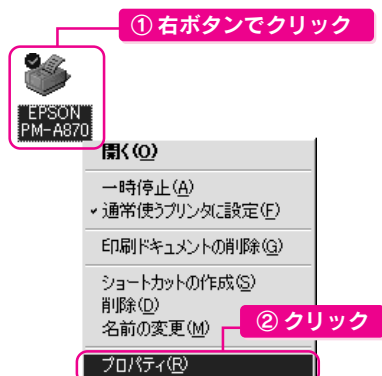 ① 右ボタンでクリック
EPSON
PM-A870
開く(O)
一時停止(A)
通常使うプリンタに設定(F)
印刷ドキュメントの削除(G)
ショートカットの作成(S)
削除(D)
名前の変更(M)
② クリック
プロパティ(R)